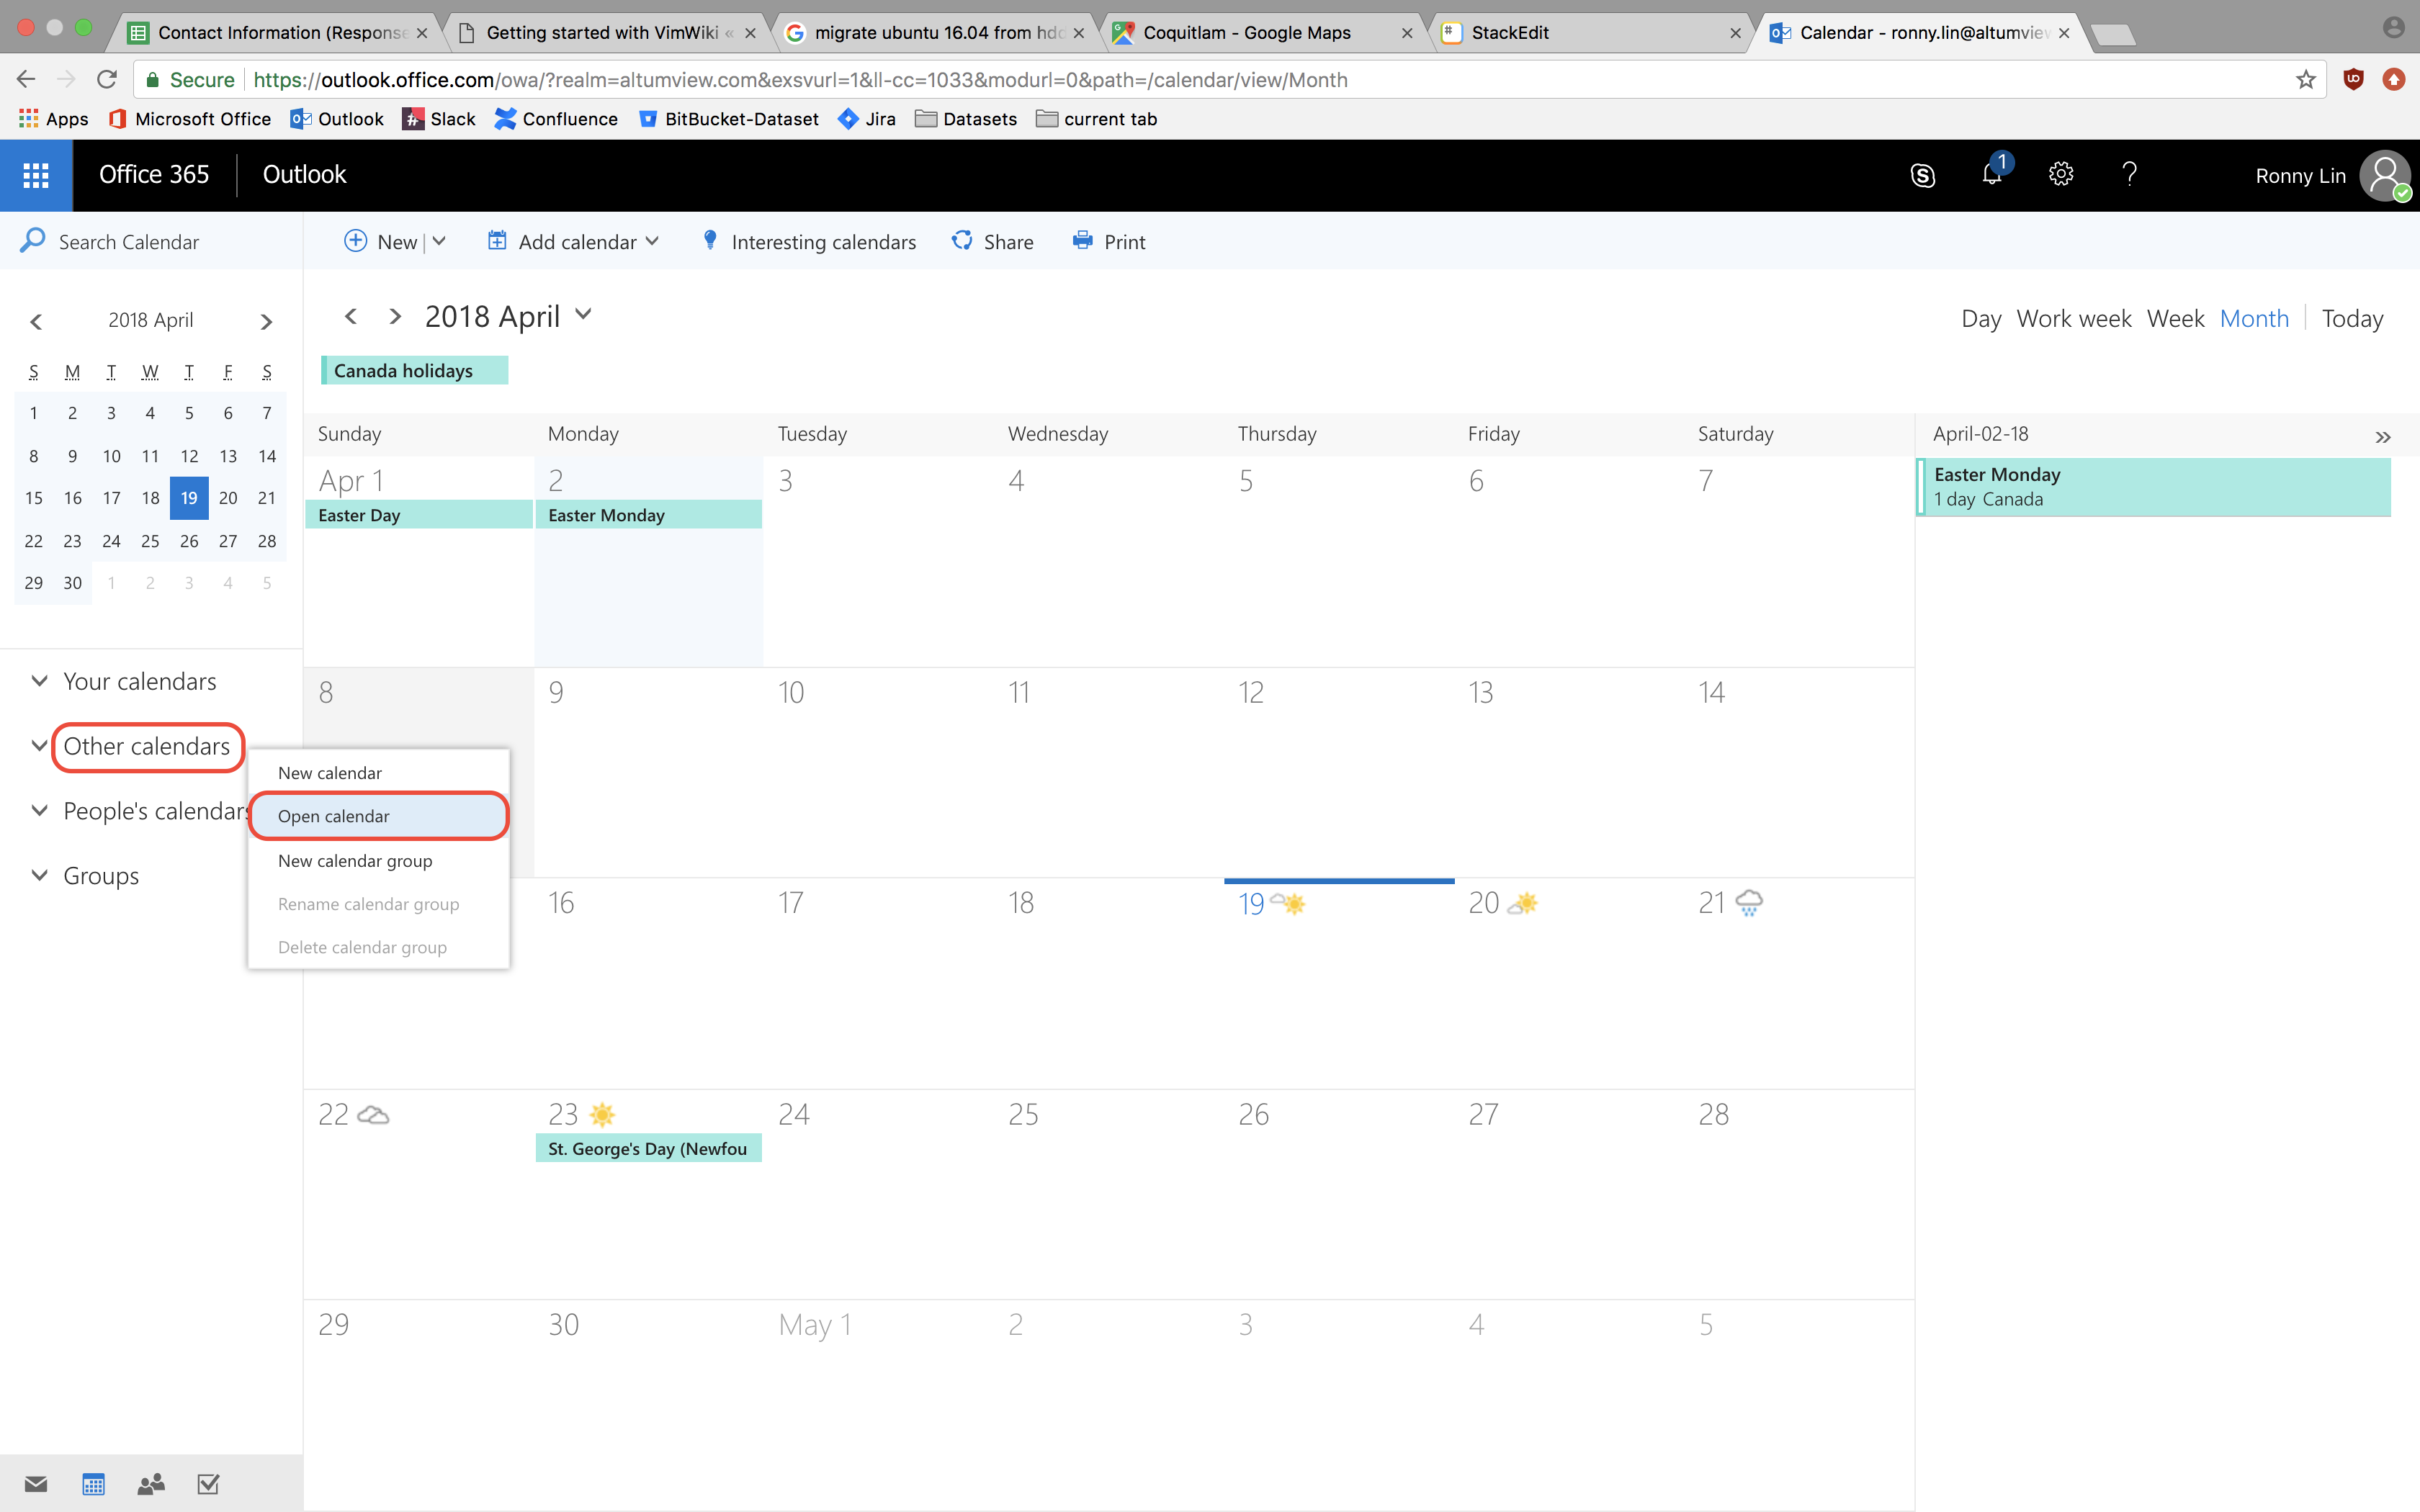 Contact Information (Response
Getting started with VimWiki «
migrate ubuntu 16.04 from hdd
Coquitlam - Google Maps
StackEdit
Calendar - ronny.lin@altumview
Secure https://outlook.office.com/owa/?realm=altumview.com&exsvurl=1&ll-cc=1033&modurl=0&path=/calendar/view/Month
Apps Microsoft Office Outlook Slack Confluence BitBucket-Dataset Jira Datasets current tab
Office 365 Outlook 1 ? Ronny Lin
Search Calendar New Add calendar Interesting calendars Share Print
2018 April
S M T W T F S
1 2 3 4 5 6 7
8 9 10 11 12 13 14
15 16 17 18 19 20 21
22 23 24 25 26 27 28
29 30 1 2 3 4 5
Your calendars
Other calendars
People's calendars
Groups
New calendar
Open calendar
New calendar group
Rename calendar group
Delete calendar group
2018 April
Day Work week Week Month Today
Canada holidays
Sunday Monday Tuesday Wednesday Thursday Friday Saturday
Apr 1 2 3 4 5 6 7
Easter Day Easter Monday
8 9 10 11 12 13 14
16 17 18 19 20 21
22 23 24 25 26 27 28
St. George's Day (Newfou
29 30 May 1 2 3 4 5
April-02-18
Easter Monday
1 day Canada